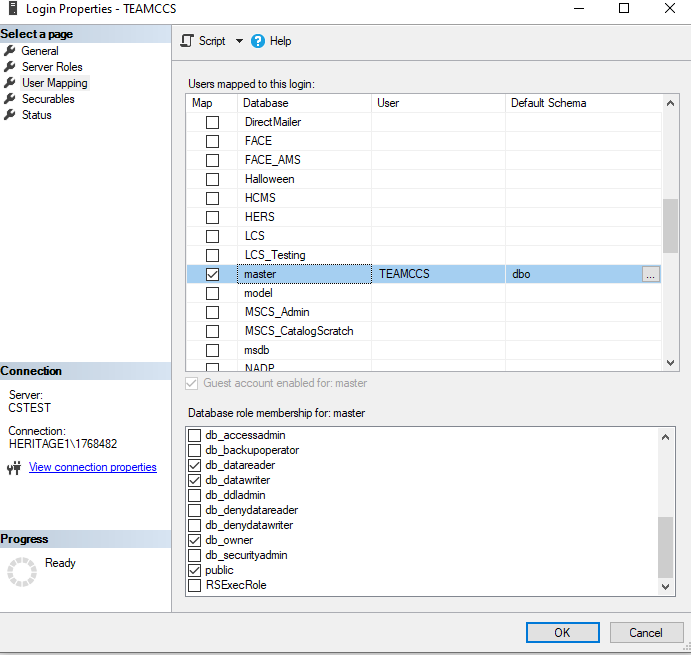 Login Properties - TEAMCCS
Select a page
General
Server Roles
User Mapping
Securables
Status
Script Help
Users mapped to this login:
Map Database User Default Schema
DirectMailer
FACE
FACE_AMS
Halloween
HCMS
HERS
LCS
LCS_Testing
master TEAMCCS dbo ...
model
MSCS_Admin
MSCS_CatalogScratch
msdb
NADP
Guest account enabled for: master
Database role membership for: master
db_accessadmin
db_backupoperator
db_datareader
db_datawriter
db_ddladmin
db_denydatareader
db_denydatawriter
db_owner
db_securityadmin
public
RSExecRole
Connection
Server:
CSTEST
Connection:
HERITAGE1\1768482
View connection properties
Progress
Ready
OK Cancel